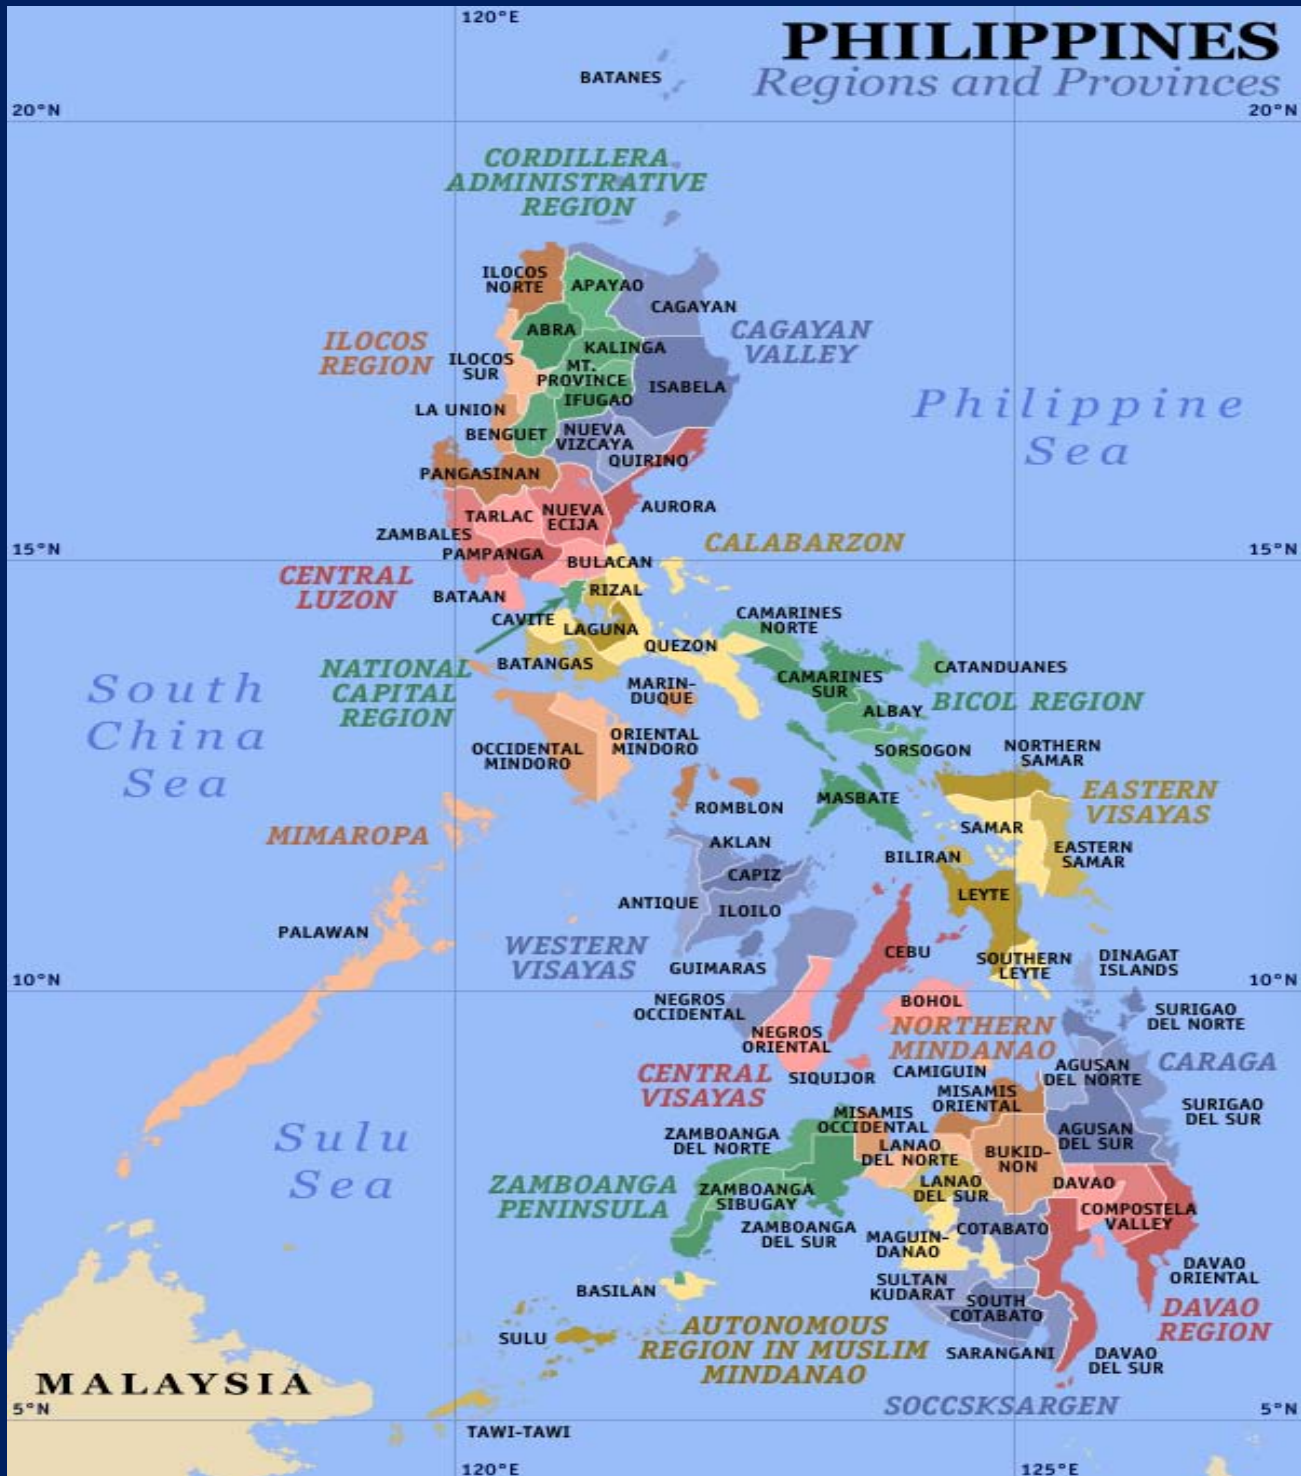 120°E
PHILIPPINES
Regions and Provinces
BATANES
20°N
20°N
CORDILLERA
ADMINISTRATIVE
REGION
ILOCOS
NORTE
APAYAO
CAGAYAN
ABRA
CAGAYAN
VALLEY
ILOCOS
REGION
KALINGA
ILOCOS
SUR
MT.
PROVINCE
ISABELA
IFUGAO
Philippine
Sea
LA UNION
BENGUET
NUEVA
VIZCAYA
QUIRINO
PANGASINAN
AURORA
TARLAC
NUEVA
ECIJA
ZAMBALES
CALABARZON
15°N
15°N
PAMPANGA
BULACAN
CENTRAL
LUZON
RIZAL
BATAAN
CAVITE
LAGUNA
CAMARINES
NORTE
QUEZON
NATIONAL
CAPITAL
REGION
BATANGAS
CATANDUANES
South
China
Sea
MARIN-
DUQUE
CAMARINES
SUR
BICOL REGION
ALBAY
ORIENTAL
MINDORO
OCCIDENTAL
MINDORO
SORSOGON
NORTHERN
SAMAR
EASTERN
VISAYAS
MASBATE
ROMBLON
MIMAROPA
SAMAR
AKLAN
BILIRAN
EASTERN
SAMAR
CAPIZ
LEYTE
ANTIQUE
ILOILO
PALAWAN
WESTERN
VISAYAS
CEBU
SOUTHERN
LEYTE
DINAGAT
ISLANDS
GUIMARAS
10°N
10°N
NEGROS
OCCIDENTAL
BOHOL
SURIGAO
DEL NORTE
NEGROS
ORIENTAL
NORTHERN
MINDANAO
CARAGA
CENTRAL
VISAYAS
SIQUIJOR
CAMIGUIN
AGUSAN
DEL NORTE
MISAMIS
ORIENTAL
SURIGAO
DEL SUR
MISAMIS
OCCIDENTAL
Sulu
Sea
ZAMBOANGA
DEL NORTE
AGUSAN
DEL SUR
LANAO
DEL NORTE
BUKID-
NON
ZAMBOANGA
PENINSULA
ZAMBOANGA
SIBUGAY
LANAO
DEL SUR
DAVAO
COMPOSTELA
VALLEY
ZAMBOANGA
DEL SUR
COTABATO
MAGUIN-
DANAO
DAVAO
ORIENTAL
BASILAN
SULTAN
KUDARAT
SOUTH
COTABATO
DAVAO
REGION
SULU
AUTONOMOUS
REGION IN MUSLIM
MINDANAO
SARANGANI
DAVAO
DEL SUR
MALAYSIA
SOCCSKSARGEN
5°N
5°N
TAWI-TAWI
120°E
125°E